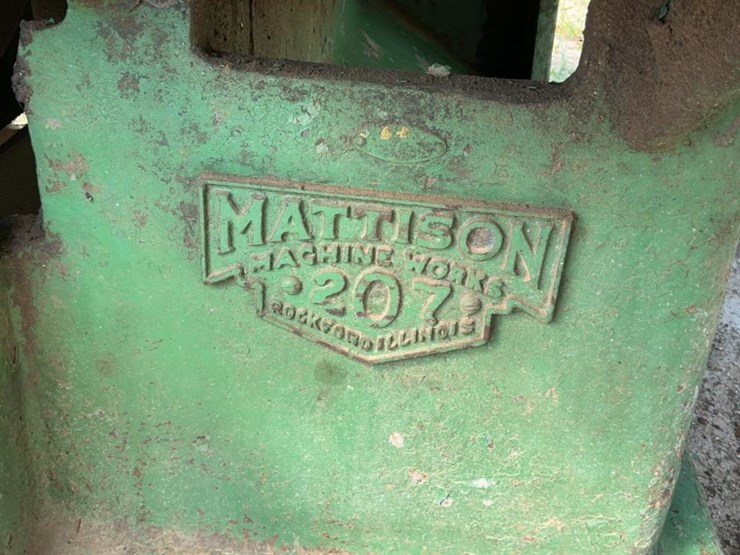 MATTISON
MACHINE WORKS
·207·
ROCKFORD ILLINOIS